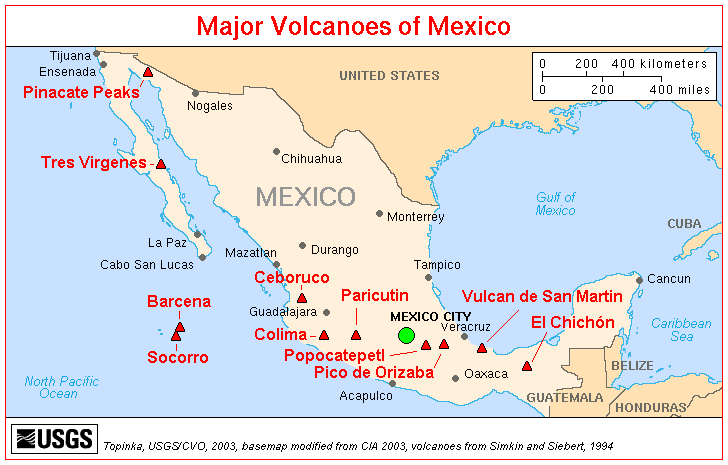 Major Volcanoes of Mexico
Tijuana
Ensenada
Pinacate Peaks
Nogales
UNITED STATES
0 200 400 kilometers
0 200 400 miles
Chihuahua
Tres Virgenes
MEXICO
Gulf of
Mexico
Monterrey
CUBA
La Paz
Cabo San Lucas
Mazatlan
Durango
Tampico
Cancun
Ceboruco
Barcena
Guadalajara
Paricutin
Vulcan de San Martin
MEXICO CITY
Veracruz
El Chichón
Caribbean
Sea
Colima
Socorro
Popocatepetl
Pico de Orizaba
North Pacific
Ocean
Acapulco
Oaxaca
BELIZE
GUATEMALA
HONDURAS
USGS
Topinka, USGS/CVO, 2003, basemap modified from CIA 2003, volcanoes from Simkin and Siebert, 1994